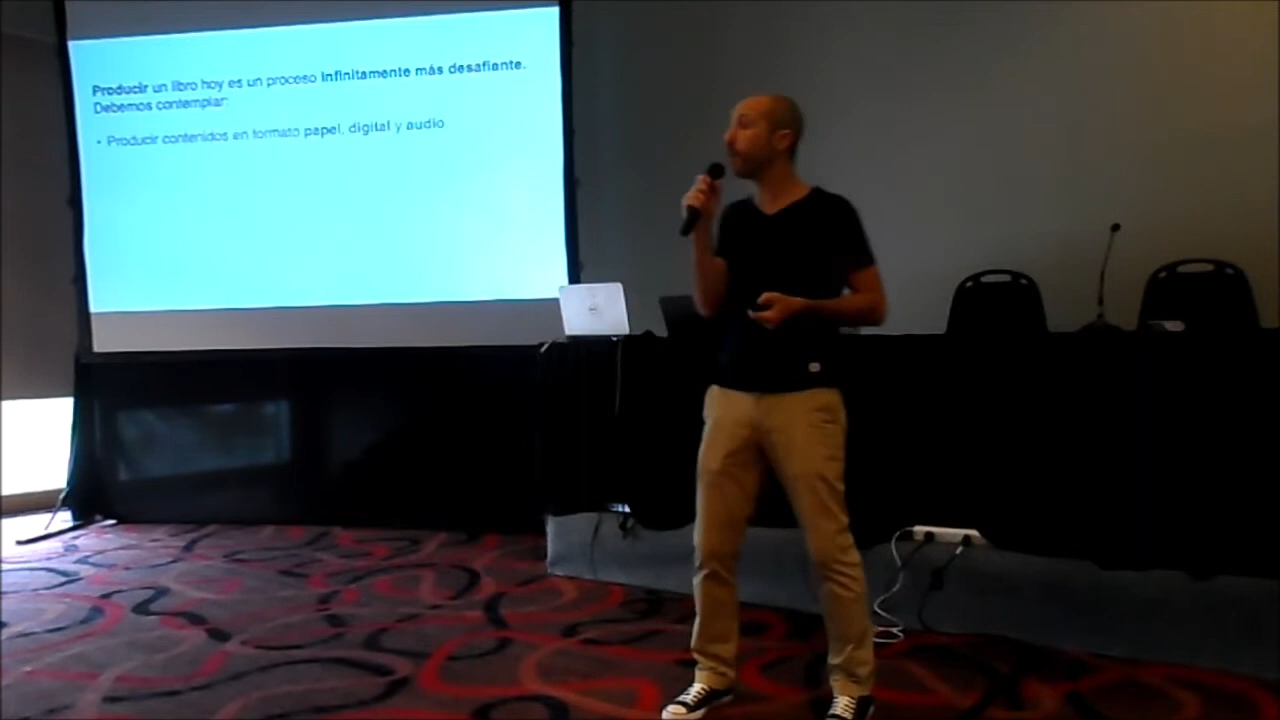 Producir un libro hoy es un proceso infinitamente más desafiante.
Debemos contemplar:
• Producir contenidos en formato papel, digital y audio